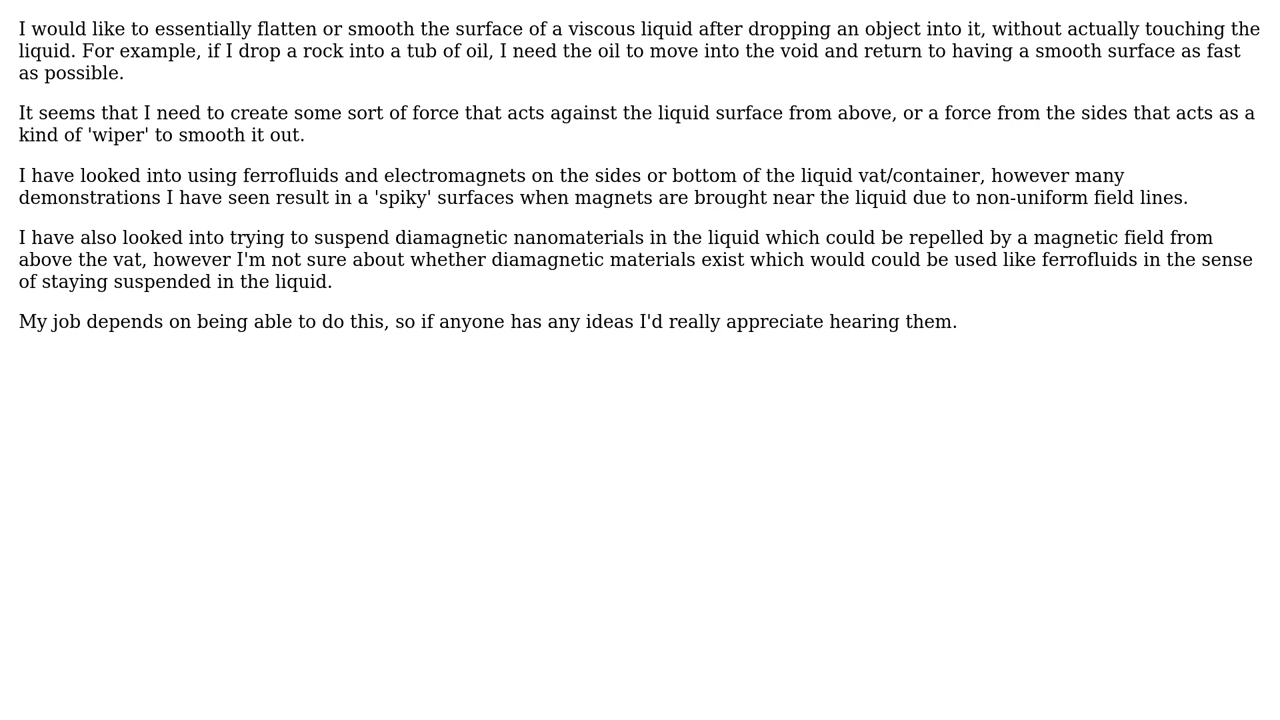 I would like to essentially flatten or smooth the surface of a viscous liquid after dropping an object into it, without actually touching the
liquid. For example, if I drop a rock into a tub of oil, I need the oil to move into the void and return to having a smooth surface as fast
as possible.
It seems that I need to create some sort of force that acts against the liquid surface from above, or a force from the sides that acts as a
kind of 'wiper' to smooth it out.
I have looked into using ferrofluids and electromagnets on the sides or bottom of the liquid vat/container, however many
demonstrations I have seen result in a 'spiky' surfaces when magnets are brought near the liquid due to non-uniform field lines.
I have also looked into trying to suspend diamagnetic nanomaterials in the liquid which could be repelled by a magnetic field from
above the vat, however I'm not sure about whether diamagnetic materials exist which would could be used like ferrofluids in the sense
of staying suspended in the liquid.
My job depends on being able to do this, so if anyone has any ideas I'd really appreciate hearing them.